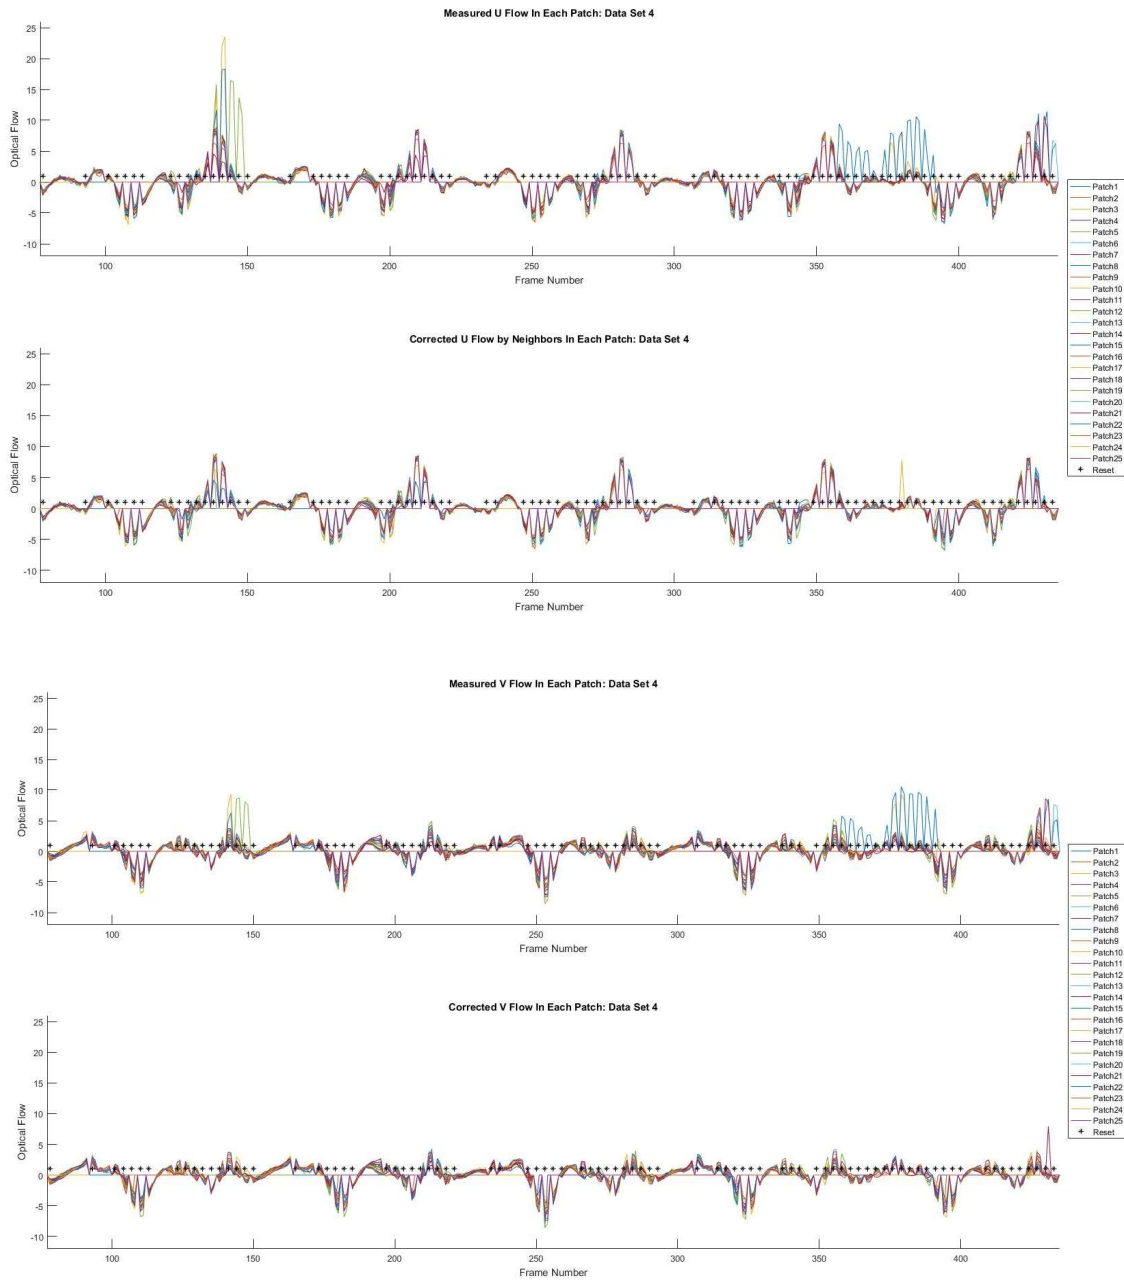 Measured U Flow In Each Patch: Data Set 4
25
20
15
10
5
0
-5
-10
Optical Flow
100
150
200
250
300
350
400
Frame Number
Corrected U Flow by Neighbors In Each Patch: Data Set 4
25
20
15
10
5
0
-5
-10
Optical Flow
100
150
200
250
300
350
400
Frame Number
Patch1
Patch2
Patch3
Patch4
Patch5
Patch6
Patch7
Patch8
Patch9
Patch10
Patch11
Patch12
Patch13
Patch14
Patch15
Patch16
Patch17
Patch18
Patch19
Patch20
Patch21
Patch22
Patch23
Patch24
Patch25
Reset
Measured V Flow In Each Patch: Data Set 4
25
20
15
10
5
0
-5
-10
Optical Flow
100
150
200
250
300
350
400
Frame Number
Corrected V Flow In Each Patch: Data Set 4
25
20
15
10
5
0
-5
-10
Optical Flow
100
150
200
250
300
350
400
Frame Number
Patch1
Patch2
Patch3
Patch4
Patch5
Patch6
Patch7
Patch8
Patch9
Patch10
Patch11
Patch12
Patch13
Patch14
Patch15
Patch16
Patch17
Patch18
Patch19
Patch20
Patch21
Patch22
Patch23
Patch24
Patch25
Reset